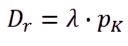 D_r = λ · p_K